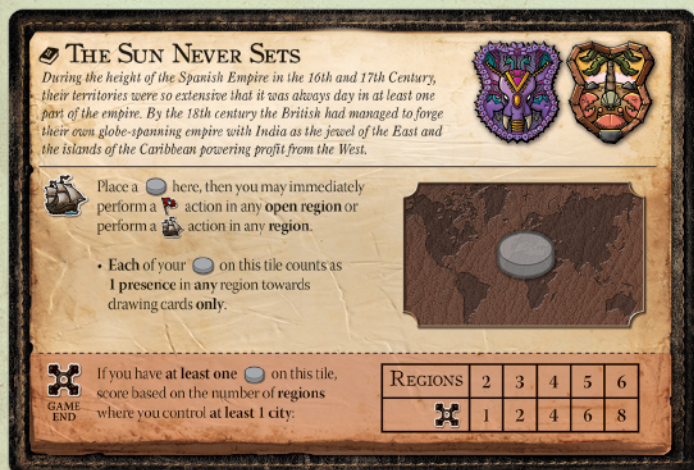 THE SUN NEVER SETS
During the height of the Spanish Empire in the 16th and 17th Century,
their territories were so extensive that it was always day in at least one
part of the empire. By the 18th century the British had managed to forge
their own globe-spanning empire with India as the jewel of the East and
the islands of the Caribbean powering profit from the West.
Place a here, then you may immediately
perform a action in any open region or
perform a action in any region.
• Each of your on this tile counts as
1 presence in any region towards
drawing cards only.
GAME
END
If you have at least one on this tile,
score based on the number of regions
where you control at least 1 city:
REGIONS 2 3 4 5 6
1 2 4 6 8